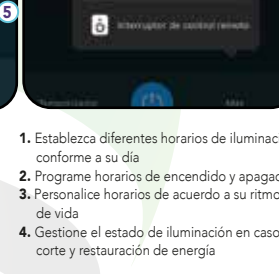 5
Interruptor de control remoto
Temporizador Más
1. Establezca diferentes horarios de iluminac
conforme a su día
2. Programe horarios de encendido y apagad
3. Personalice horarios de acuerdo a su ritmo
de vida
4. Gestione el estado de iluminación en caso
corte y restauración de energía